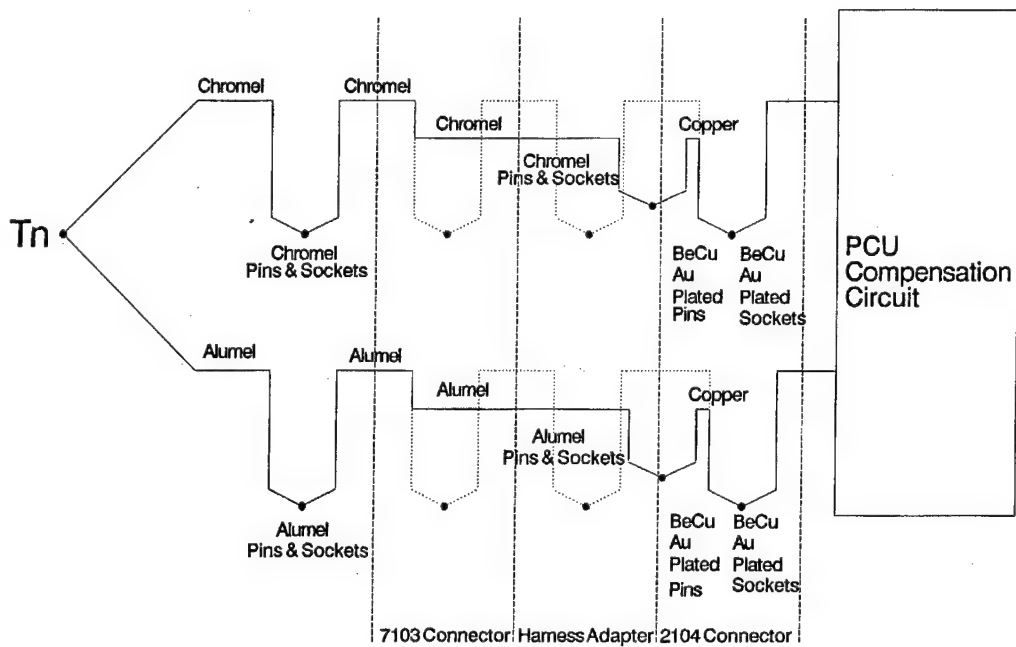 Chromel
Chromel
Chromel
Copper
Chromel
Pins & Sockets
Tn
Chromel
Pins & Sockets
BeCu
Au
Plated
Pins
BeCu
Au
Plated
Sockets
PCU
Compensation
Circuit
Alumel
Alumel
Alumel
Copper
Alumel
Pins & Sockets
Alumel
Pins & Sockets
BeCu
Au
Plated
Pins
BeCu
Au
Plated
Sockets
7103 Connector
Harness Adapter
2104 Connector